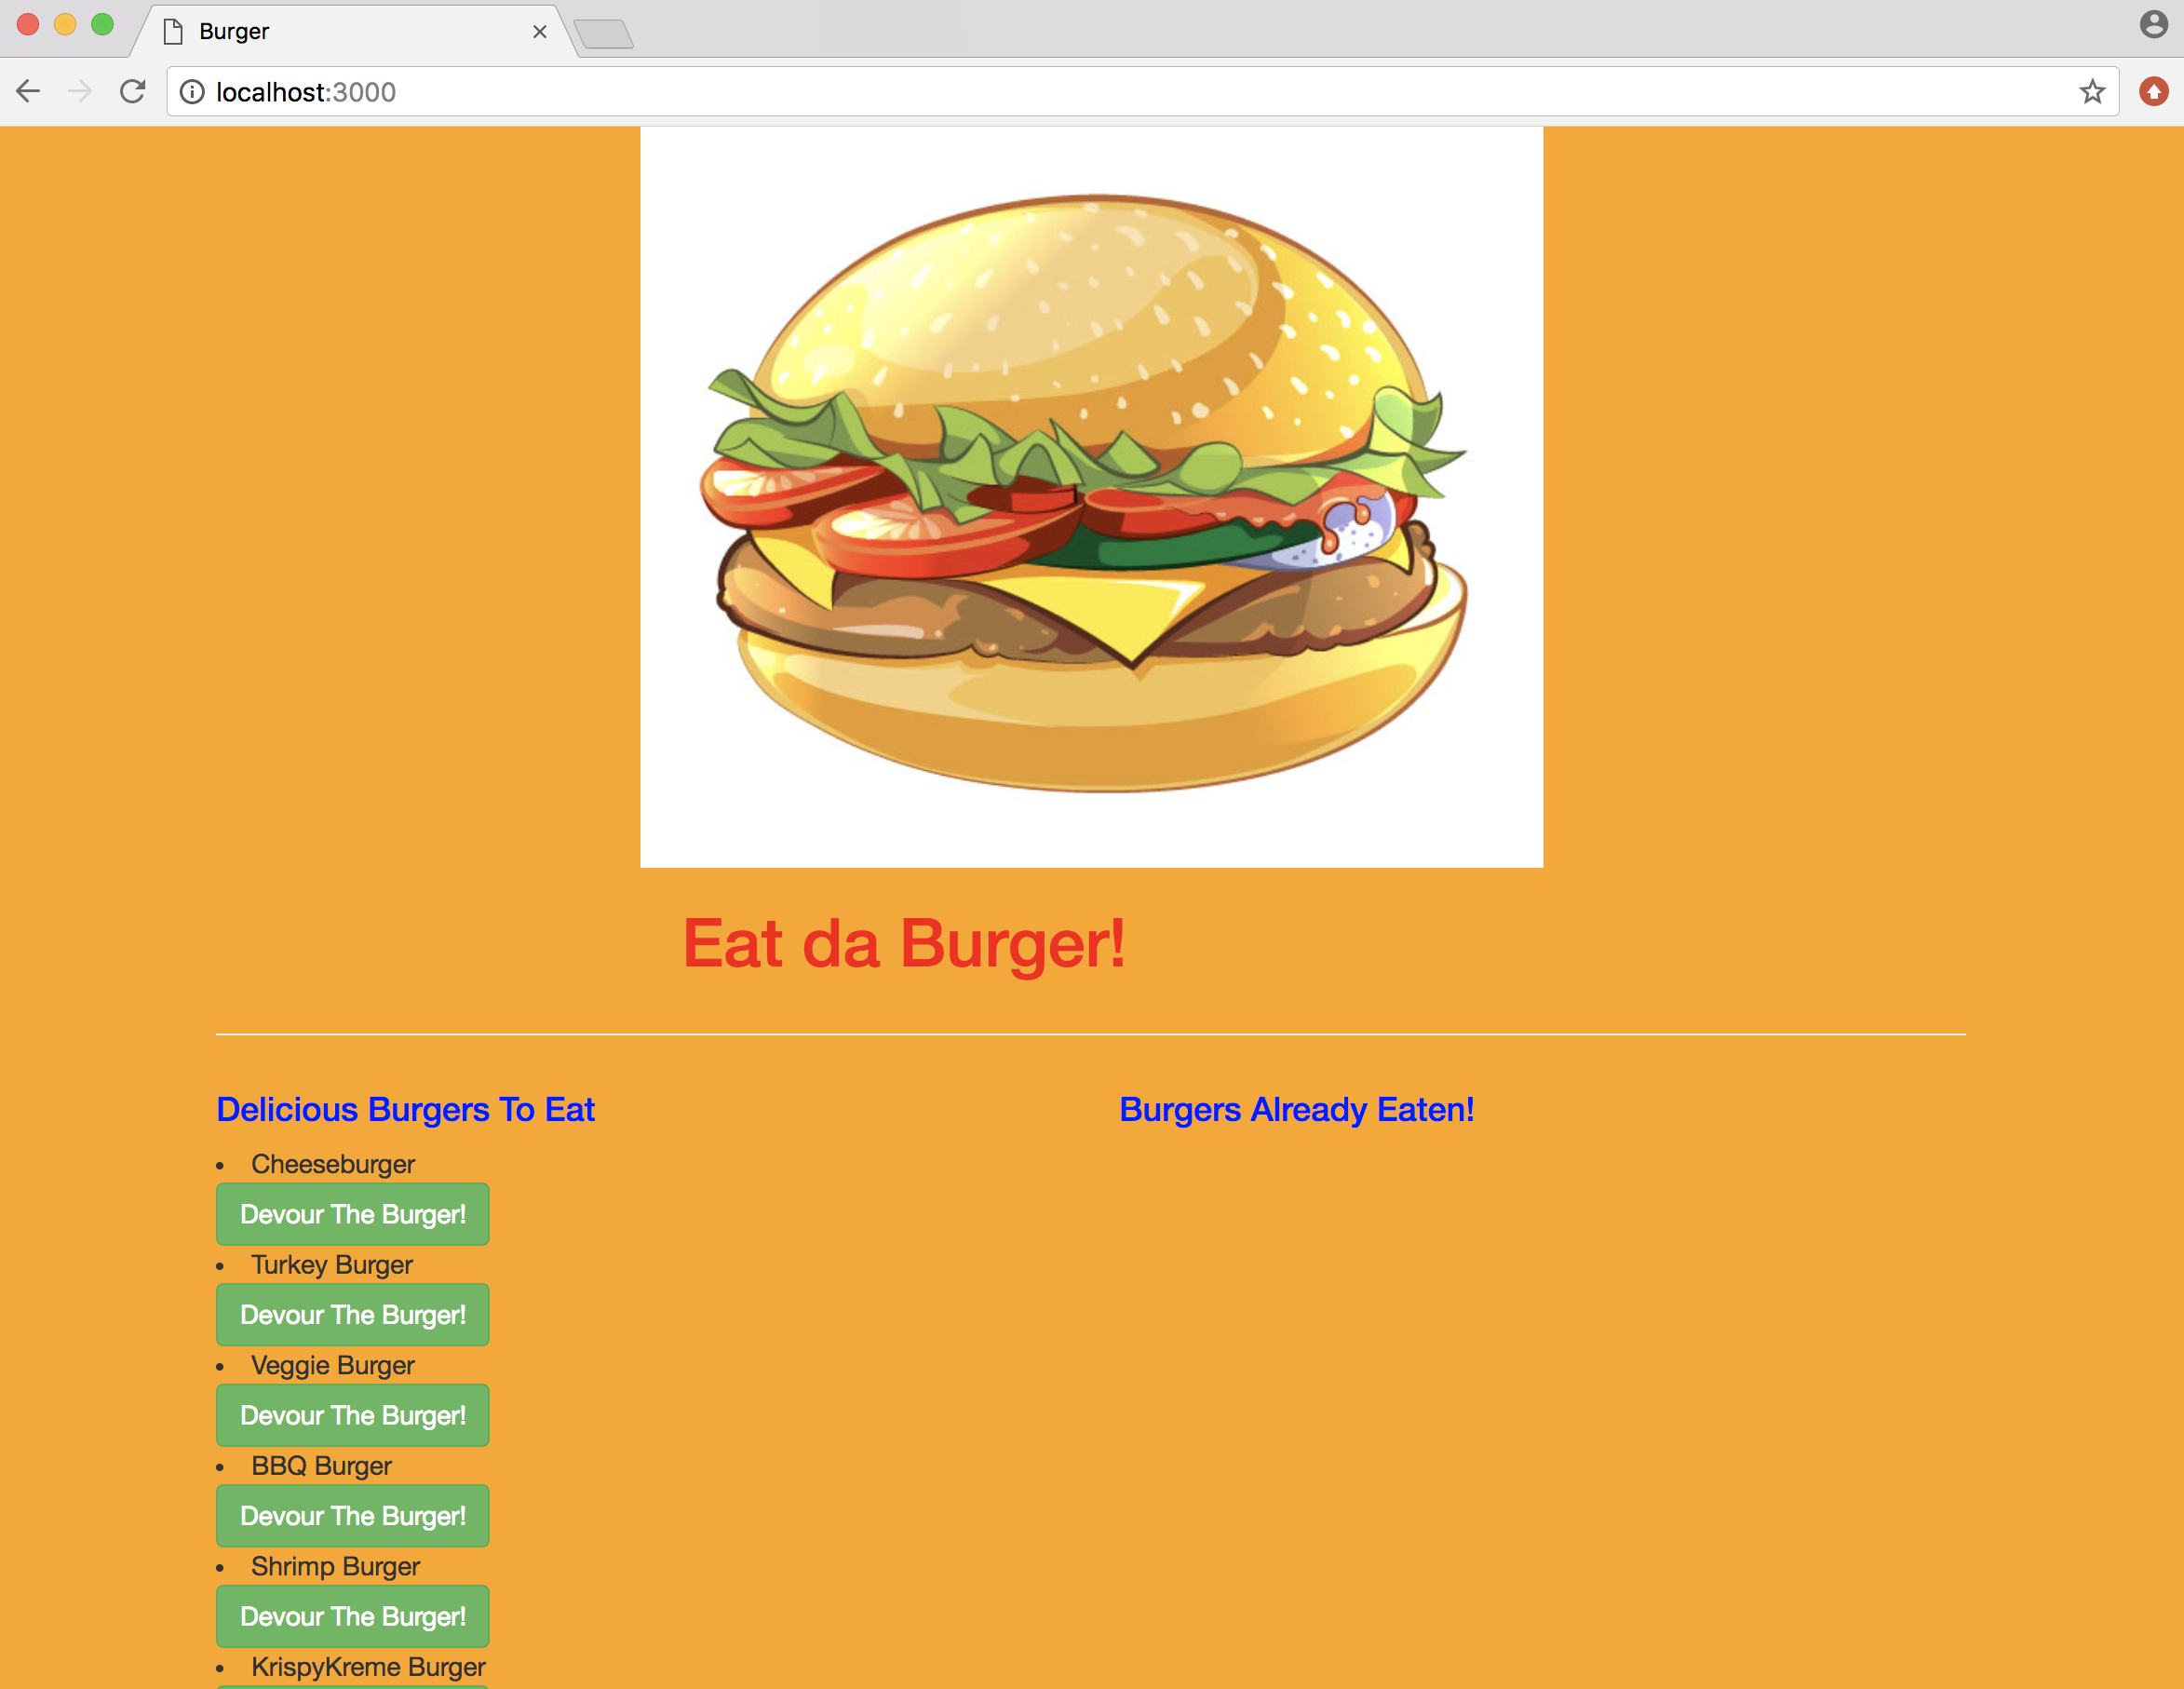 Burger
localhost:3000
Eat da Burger!
Delicious Burgers To Eat
Burgers Already Eaten!
Cheeseburger
Devour The Burger!
Turkey Burger
Devour The Burger!
Veggie Burger
Devour The Burger!
BBQ Burger
Devour The Burger!
Shrimp Burger
Devour The Burger!
KrispyKreme Burger